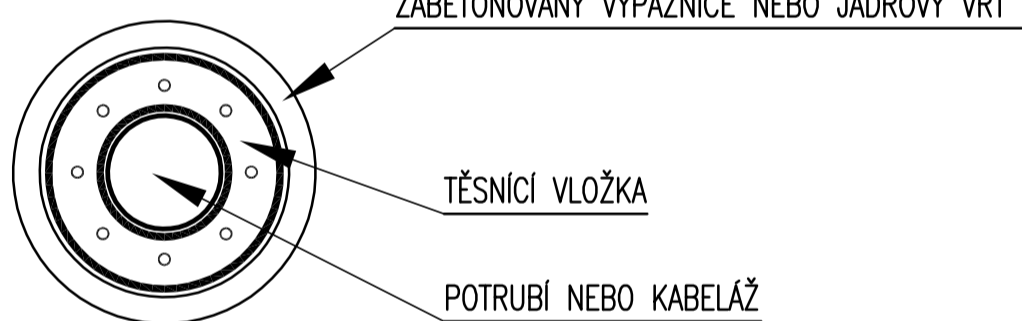 ZABETONOVANÝ VÝPAŽNICE NEBO JÁDROVÝ VRT
TĚSNÍCÍ VLOŽKA
POTRUBÍ NEBO KABELÁŽ